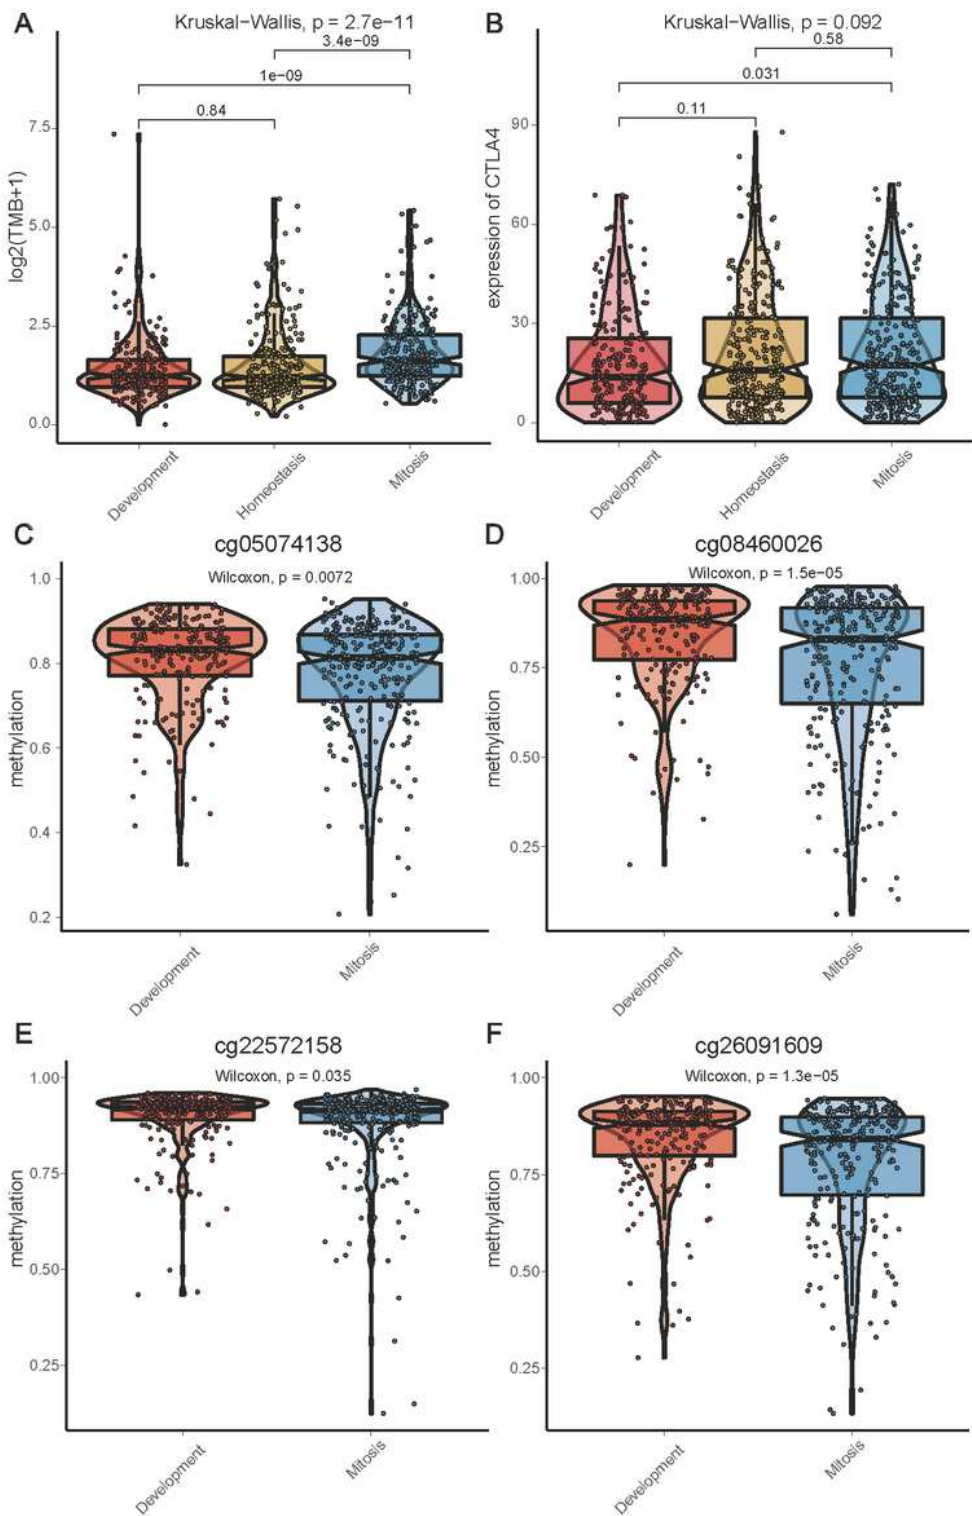 A
Kruskal-Wallis, p = 2.7e-11
3.4e-09
1e-09
0.84
7.5
5.0
2.5
0.0
log2(TMB+1)
Development
Homeostasis
Mitosis
B
Kruskal-Wallis, p = 0.092
0.58
0.031
0.11
90
60
30
0
expression of CTLA4
Development
Homeostasis
Mitosis
C
cg05074138
Wilcoxon, p = 0.0072
1.0
0.8
0.6
0.4
0.2
methylation
Development
Mitosis
D
cg08460026
Wilcoxon, p = 1.5e-05
1.00
0.75
0.50
0.25
methylation
Development
Mitosis
E
cg22572158
Wilcoxon, p = 0.035
1.00
0.75
0.50
0.25
methylation
Development
Mitosis
F
cg26091609
Wilcoxon, p = 1.3e-05
1.00
0.75
0.50
0.25
methylation
Development
Mitosis